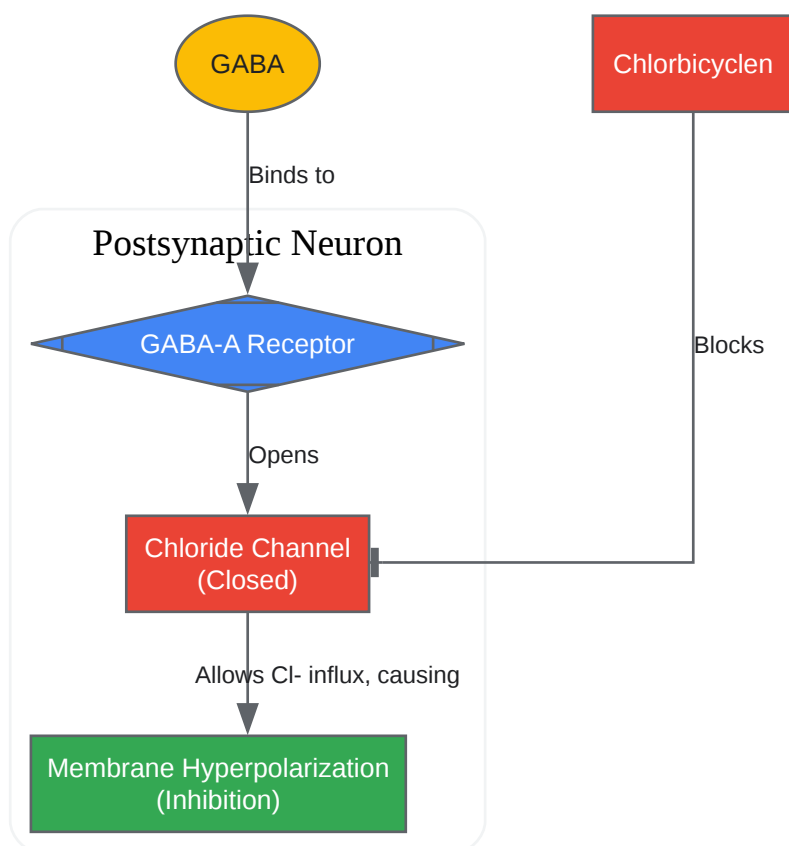 GABA
Chlorbicyclen
Binds to
Postsynaptic Neuron
GABA-A Receptor
Blocks
Opens
Chloride Channel
(Closed)
Allows Cl- influx, causing
Membrane Hyperpolarization
(Inhibition)